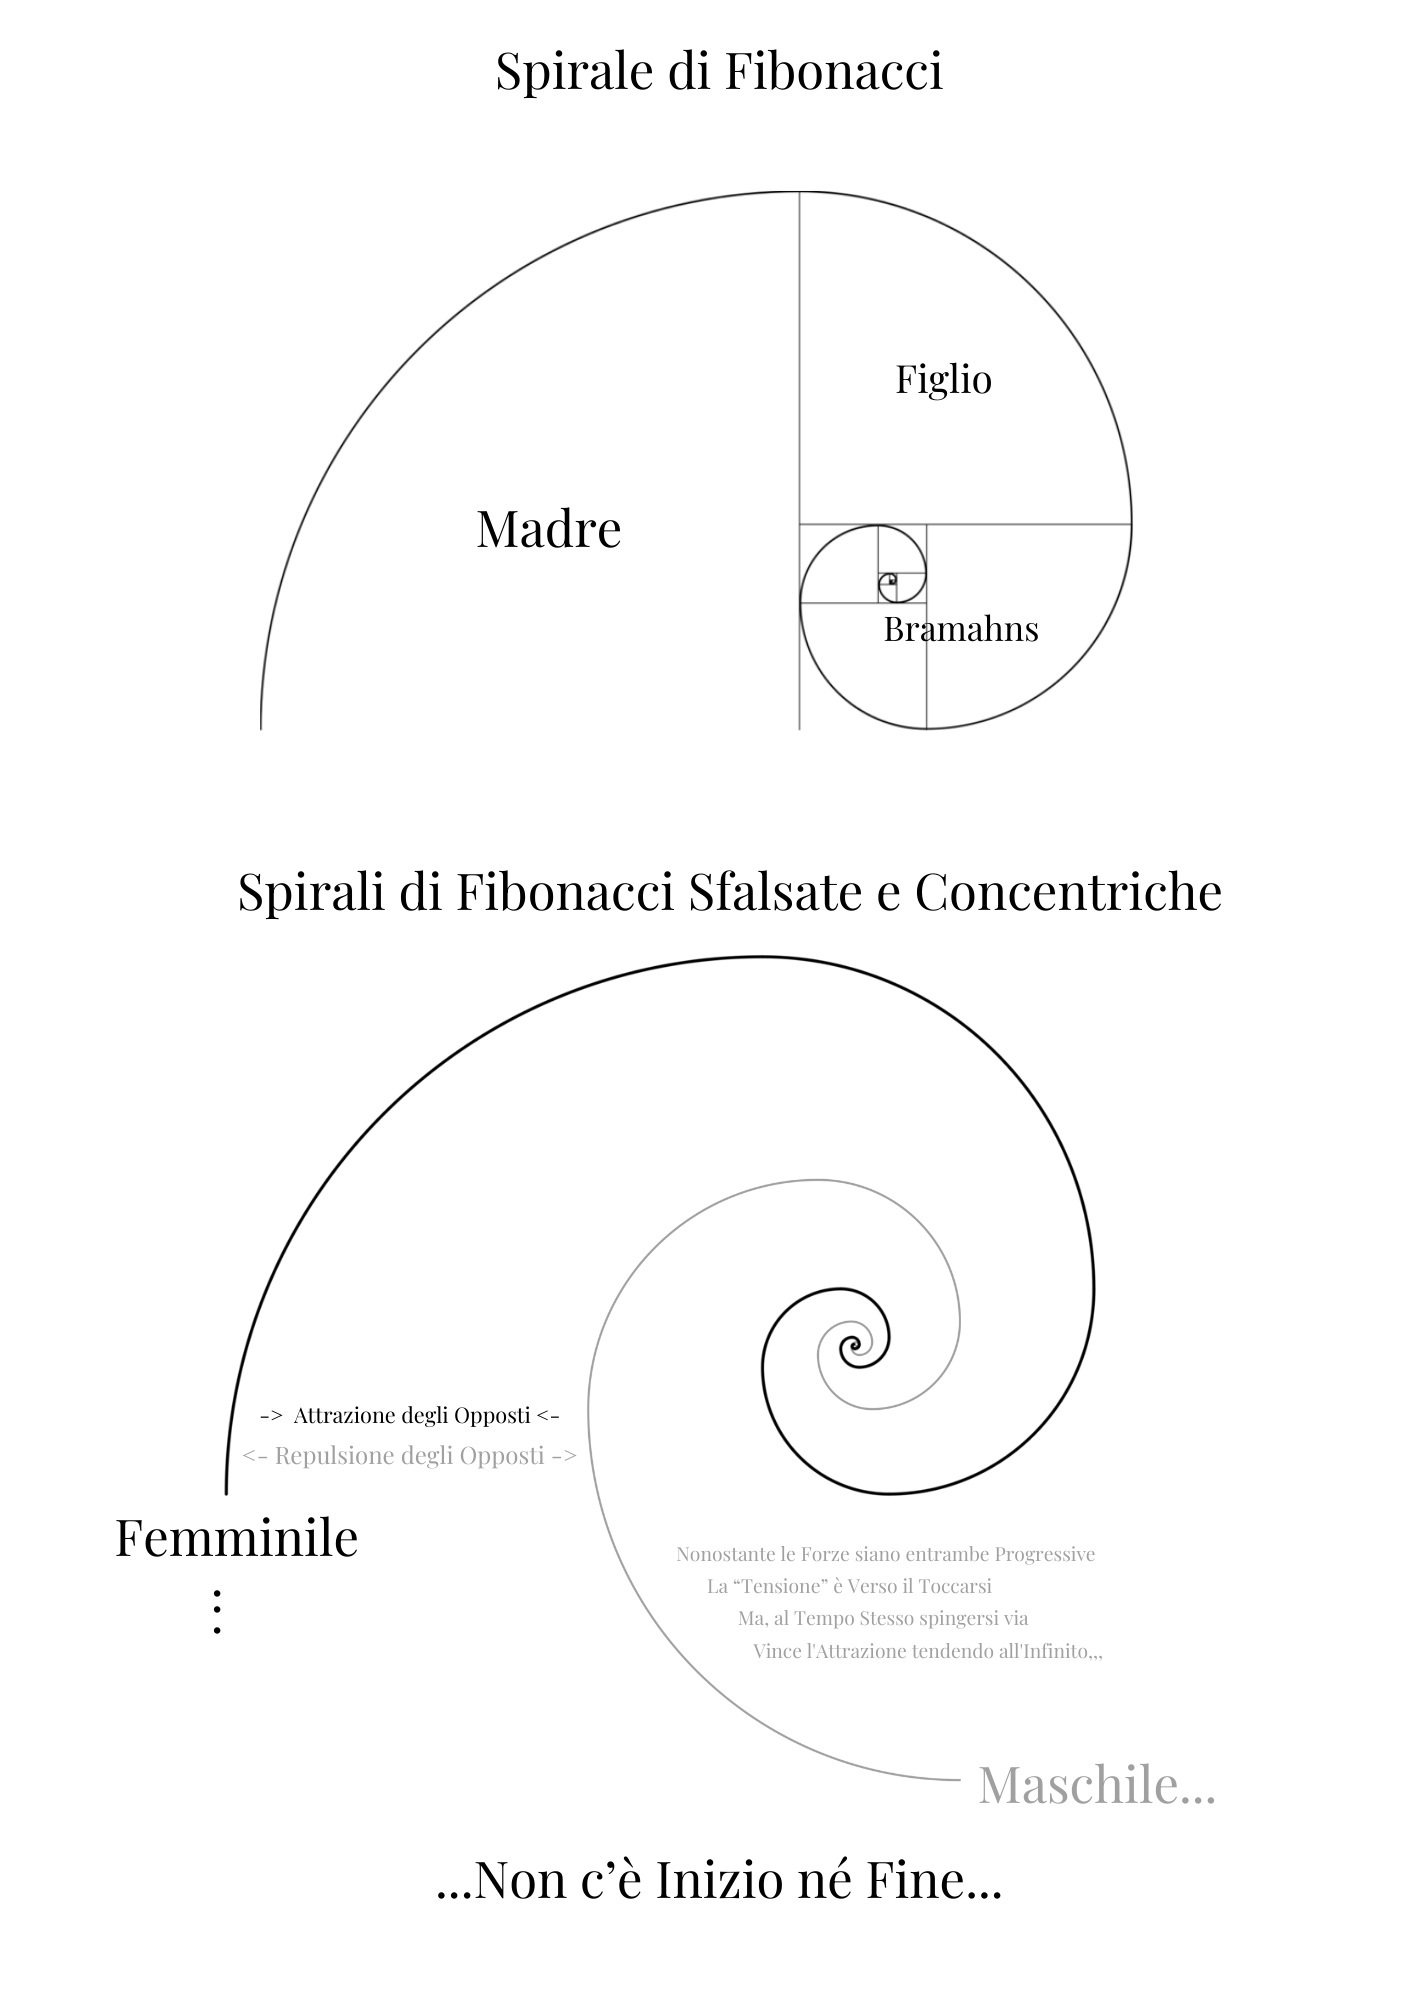 Spirale di Fibonacci
Figlio
Madre
Bramahns
Spirali di Fibonacci Sfalsate e Concentriche
-> Attrazione degli Opposti <-
<- Repulsione degli Opposti ->
Femminile
Nonostante le Forze siano entrambe Progressive
La “Tensione” è Verso il Toccarsi
Ma, al Tempo Stesso spingersi via
Vince l'Attrazione tendendo all'Infinito,,,
Maschile...
...Non c’è Inizio né Fine...